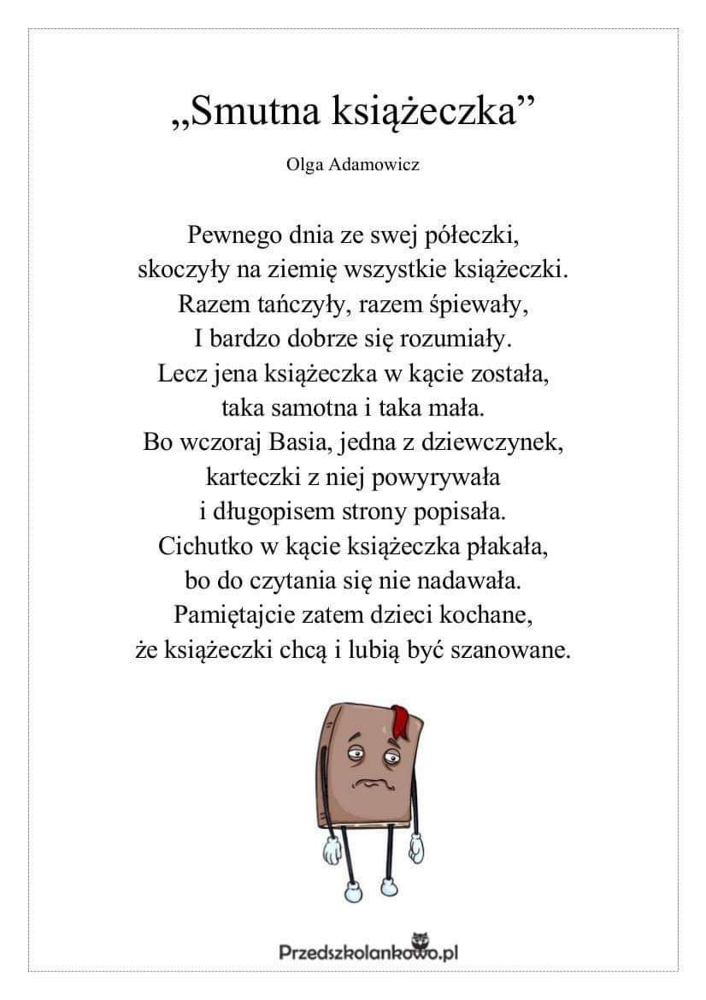 „Smutna książeczka”
Olga Adamowicz
Pewnego dnia ze swej półeczki,
skoczyły na ziemię wszystkie książeczki.
Razem tańczyły, razem śpiewały,
I bardzo dobrze się rozumiały.
Lecz jena książeczka w kącie została,
taka samotna i taka mała.
Bo wczoraj Basia, jedna z dziewczynek,
karteczki z niej powyrywała
i długopisem strony popisała.
Cichutko w kącie książeczka płakała,
bo do czytania się nie nadawała.
Pamiętajcie zatem dzieci kochane,
że książeczki chcą i lubią być szanowane.
Przedszkolankowo.pl